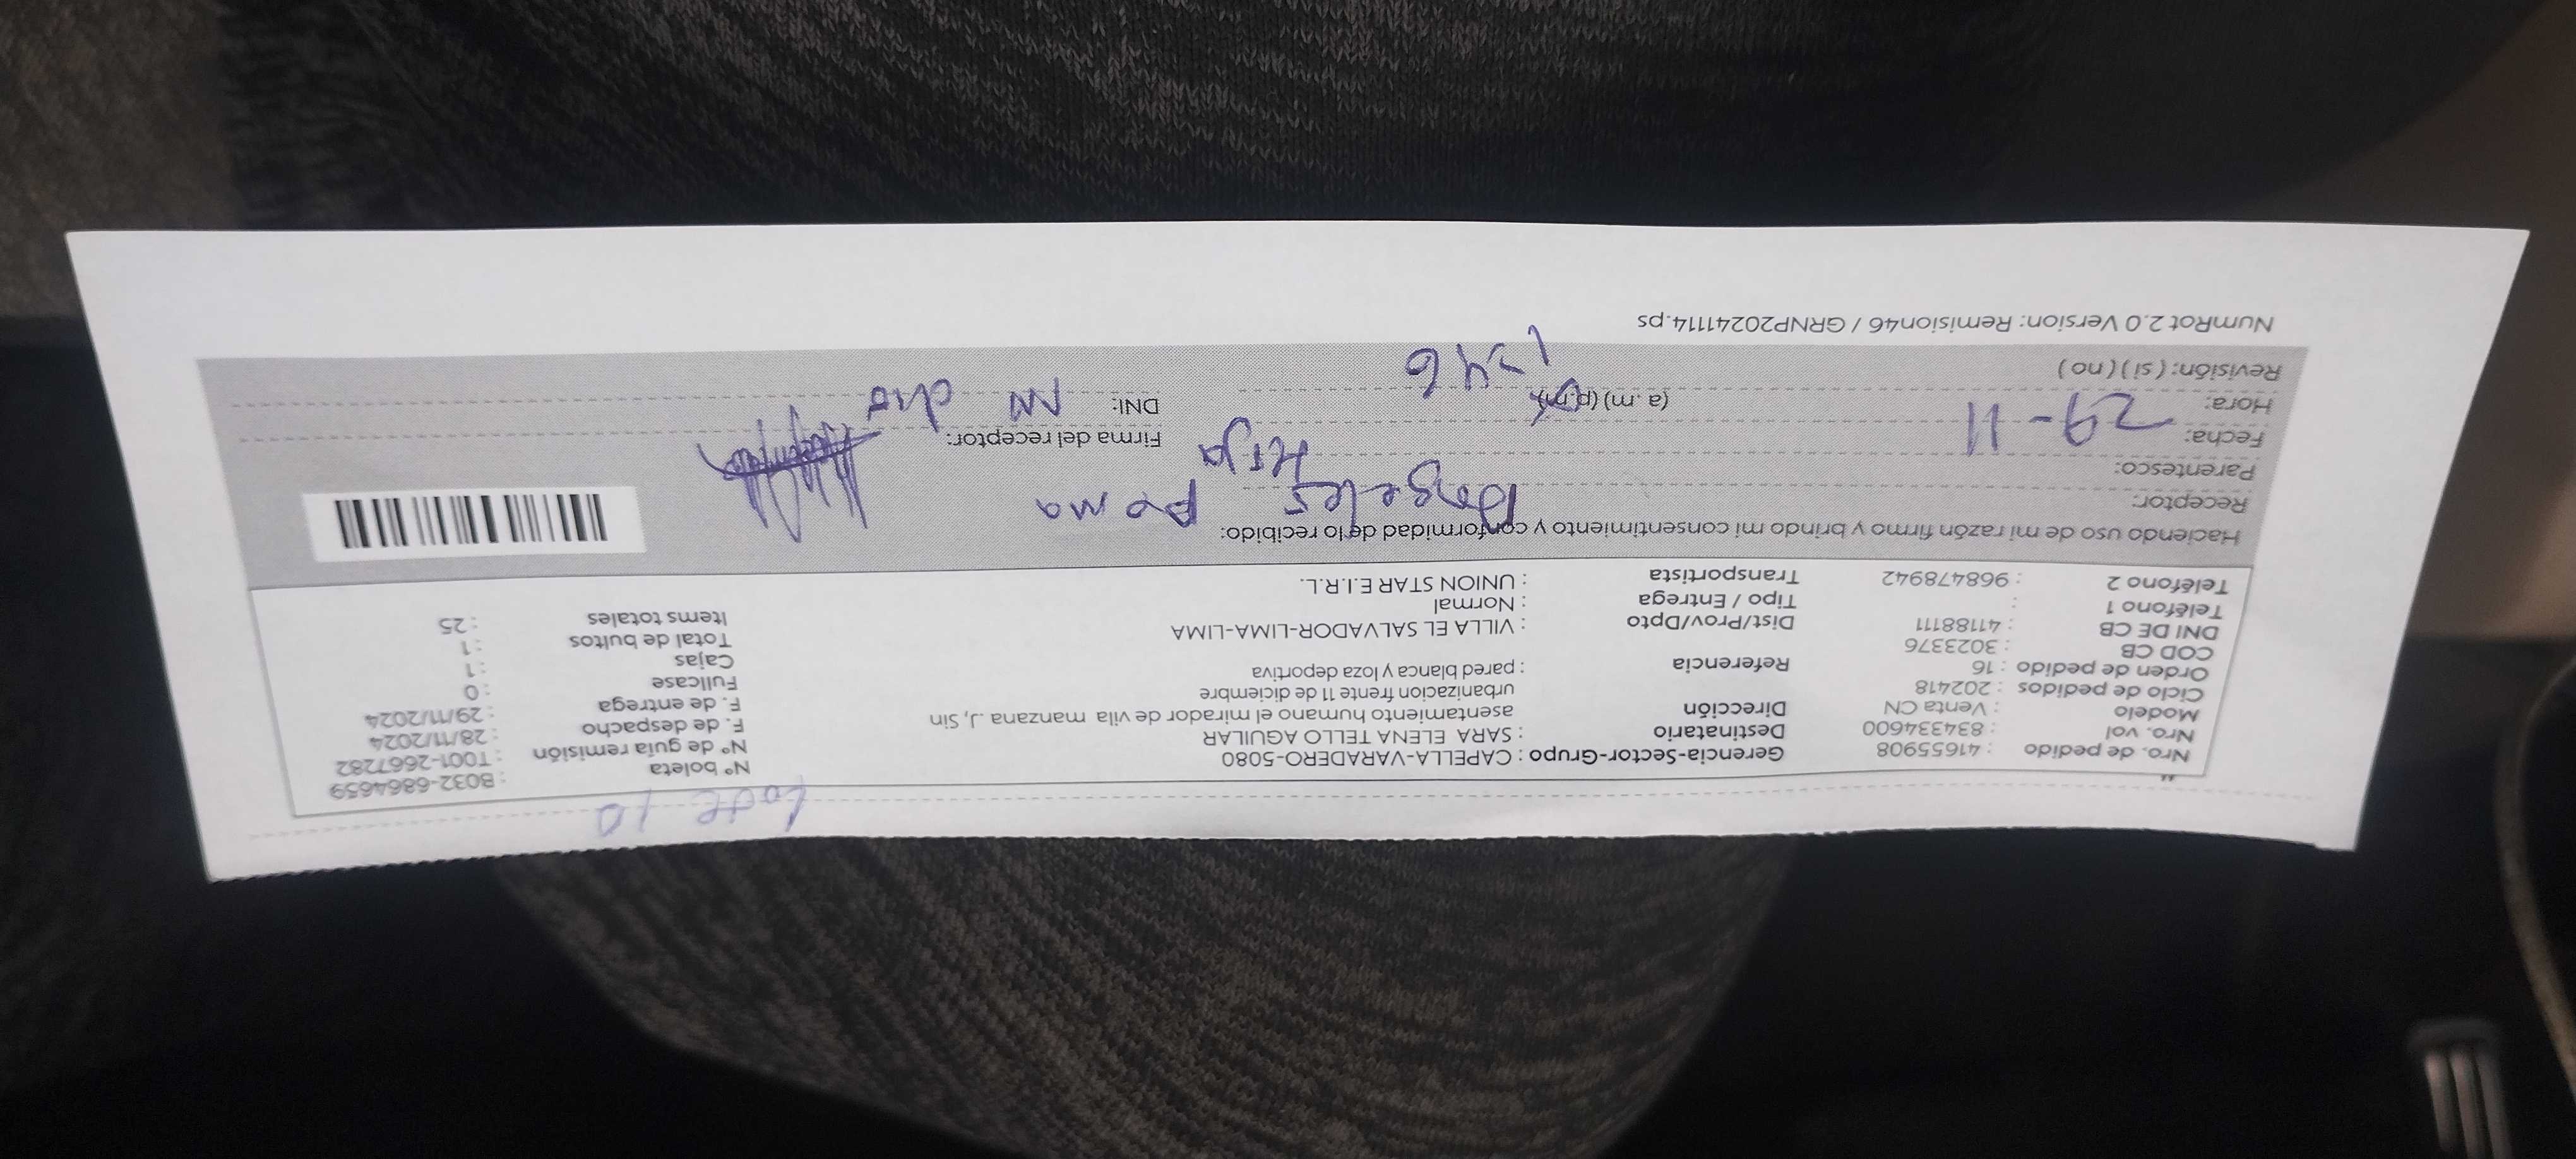 Lote 10
Nro. de pedido : 41655908 Gerencia-Sector-Grupo : CAPELLA-VARADERO-5080 N° boleta : B032-6864659
Nro. vol : 834334600 Destinatario : SARA ELENA TELLO AGUILAR N° de guía remisión : T001-2667282
Modelo : Venta CN Dirección asentamiento humano el mirador de vila manzana J, Sin F. de despacho : 28/11/2024
Ciclo de pedidos : 202418 urbanizacion frente 11 de diciembre F. de entrega : 29/11/2024
Orden de pedido : 16 Referencia : pared blanca y loza deportiva Fullcase : 0
COD CB : 3023376 Cajas : 1
DNI DE CB : 41188111 Dist/Prov/Dpto : VILLA EL SALVADOR-LIMA-LIMA Total de bultos : 1
Teléfono 1 : Tipo / Entrega : Normal Items totales : 25
Teléfono 2 : 968478942 Transportista : UNION STAR E.I.R.L.
Haciendo uso de mi razón firmo y brindo mi consentimiento y conformidad de lo recibido:
Receptor: Angeles Roma
Parentesco: Hija
Fecha: 29-11 Firma del receptor:
Hora: (a.m) (p.m) 1546 DNI: NN dio
Revisión: ( si ) ( no )
NumRot 2.0 Version: Remision46 / GRNP20241114.ps